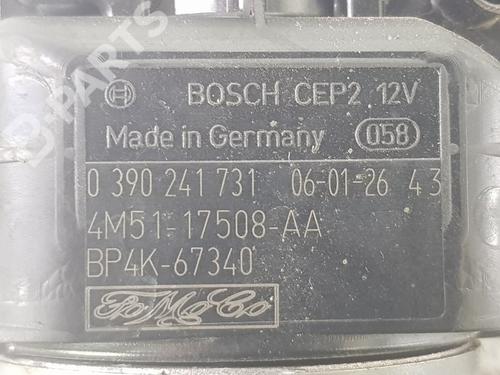 BOSCH CEP2 12V
Made in Germany 058
0 390 241 731 06-01-26 43
4M51-17508-AA
BP4K-67340
FoMoCo
B-PARTS